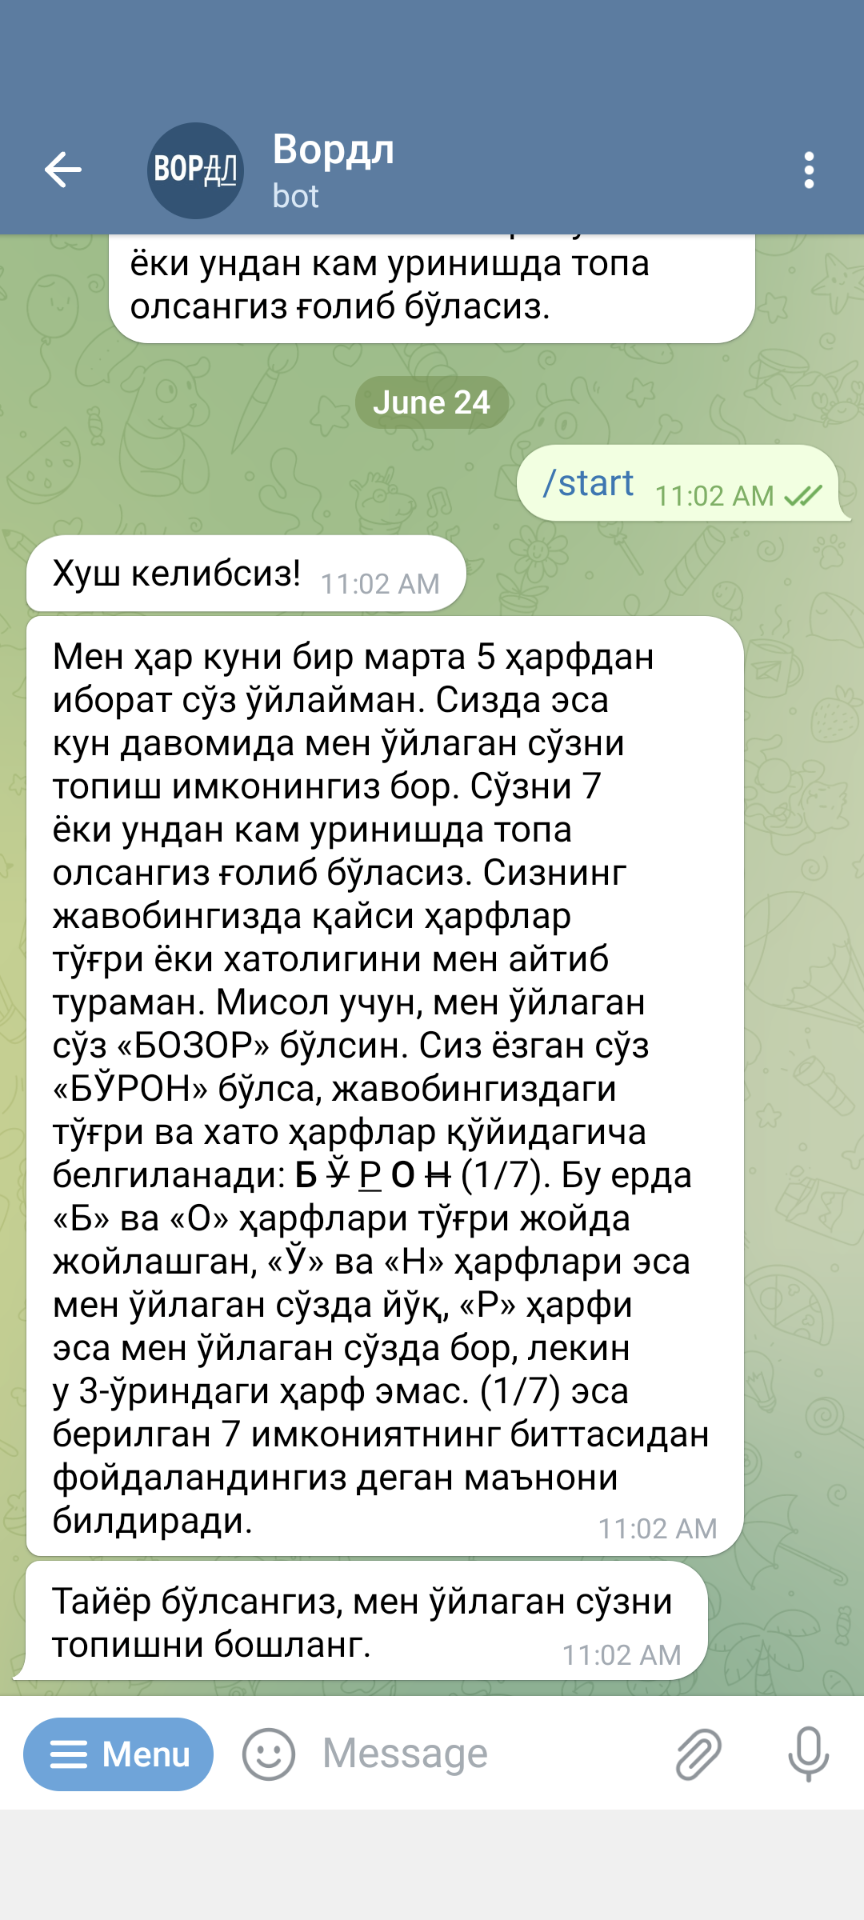 ВОРДЛ
Вордл
bot
ёки ундан кам уринишда топа
олсангиз ғолиб бўласиз.
June 24
/start 11:02 AM
Хуш келибсиз! 11:02 AM
Мен ҳар куни бир марта 5 ҳарфдан
иборат сўз ўйлайман. Сизда эса
кун давомида мен ўйлаган сўзни
топиш имконингиз бор. Сўзни 7
ёки ундан кам уринишда топа
олсангиз ғолиб бўласиз. Сизнинг
жавобингизда қайси ҳарфлар
тўғри ёки хатолигини мен айтиб
тураман. Мисол учун, мен ўйлаган
сўз «БОЗОР» бўлсин. Сиз ёзган сўз
«БЎРОН» бўлса, жавобингиздаги
тўғри ва хато ҳарфлар қўйидагича
белгиланади: Б Ў Р О Н (1/7). Бу ерда
«Б» ва «О» ҳарфлари тўғри жойда
жойлашган, «Ў» ва «Н» ҳарфлари эса
мен ўйлаган сўзда йўқ, «Р» ҳарфи
эса мен ўйлаган сўзда бор, лекин
у 3-ўриндаги ҳарф эмас. (1/7) эса
берилган 7 имкониятнинг биттасидан
фойдаландингиз деган маънони
билдиради. 11:02 AM
Тайёр бўлсангиз, мен ўйлаган сўзни
топишни бошланг. 11:02 AM
Menu
Message